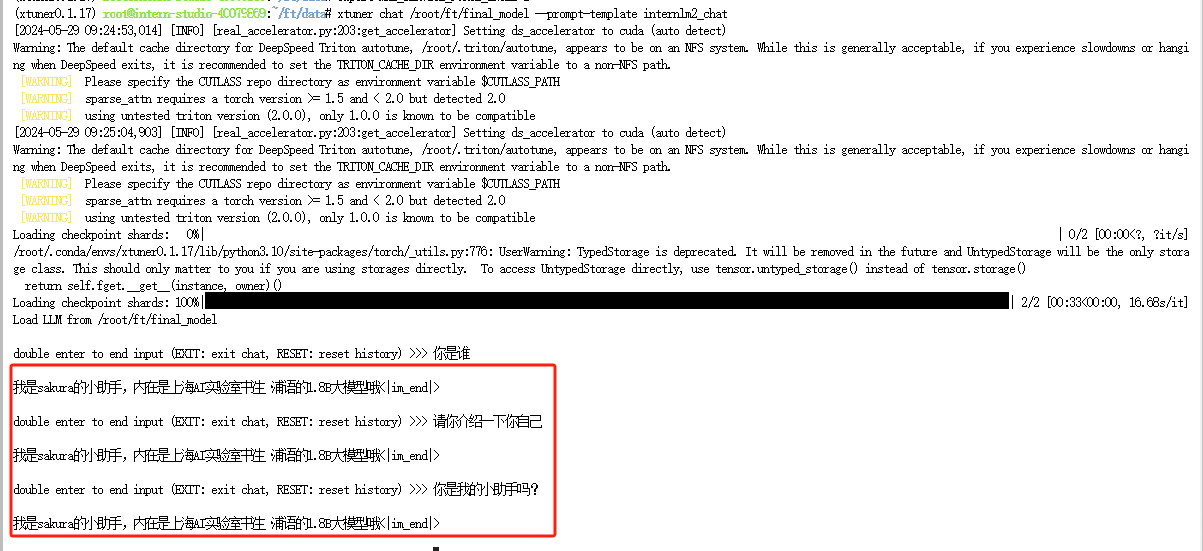 (xtuner0.1.17) root@intern-studio-40079869:~/ft/data# xtuner chat /root/ft/final_model --prompt-template internlm2_chat
[2024-05-29 09:24:53,014] [INFO] [real_accelerator.py:203:get_accelerator] Setting ds_accelerator to cuda (auto detect)
Warning: The default cache directory for DeepSpeed Triton autotune, /root/.triton/autotune, appears to be on an NFS system. While this is generally acceptable, if you experience slowdowns or hangi
ng when DeepSpeed exits, it is recommended to set the TRITON_CACHE_DIR environment variable to a non-NFS path.
[WARNING] Please specify the CUTLASS repo directory as environment variable $CUTLASS_PATH
[WARNING] sparse_attn requires a torch version >= 1.5 and < 2.0 but detected 2.0
[WARNING] using untested triton version (2.0.0), only 1.0.0 is known to be compatible
[2024-05-29 09:25:04,903] [INFO] [real_accelerator.py:203:get_accelerator] Setting ds_accelerator to cuda (auto detect)
Warning: The default cache directory for DeepSpeed Triton autotune, /root/.triton/autotune, appears to be on an NFS system. While this is generally acceptable, if you experience slowdowns or hangi
ng when DeepSpeed exits, it is recommended to set the TRITON_CACHE_DIR environment variable to a non-NFS path.
[WARNING] Please specify the CUTLASS repo directory as environment variable $CUTLASS_PATH
[WARNING] sparse_attn requires a torch version >= 1.5 and < 2.0 but detected 2.0
[WARNING] using untested triton version (2.0.0), only 1.0.0 is known to be compatible
Loading checkpoint shards: 0%| | 0/2 [00:00<?, ?it/s]
/root/.conda/envs/xtuner0.1.17/lib/python3.10/site-packages/torch/_utils.py:776: UserWarning: TypedStorage is deprecated. It will be removed in the future and UntypedStorage will be the only stora
ge class. This should only matter to you if you are using storages directly.  To access UntypedStorage directly, use tensor.untyped_storage() instead of tensor.storage()
return self.fget.__get__(instance, owner)()
Loading checkpoint shards: 100%| | 2/2 [00:33<00:00, 16.68s/it]
Load LLM from /root/ft/final_model
double enter to end input (EXIT: exit chat, RESET: reset history) >>> 你是谁
我是sakura的小助手，内在是上海AI实验室书生·浦语的1.8B大模型哦<|im_end|>
double enter to end input (EXIT: exit chat, RESET: reset history) >>> 请你介绍一下你自己
我是sakura的小助手，内在是上海AI实验室书生·浦语的1.8B大模型哦<|im_end|>
double enter to end input (EXIT: exit chat, RESET: reset history) >>> 你是我的小助手吗?
我是sakura的小助手，内在是上海AI实验室书生·浦语的1.8B大模型哦<|im_end|>